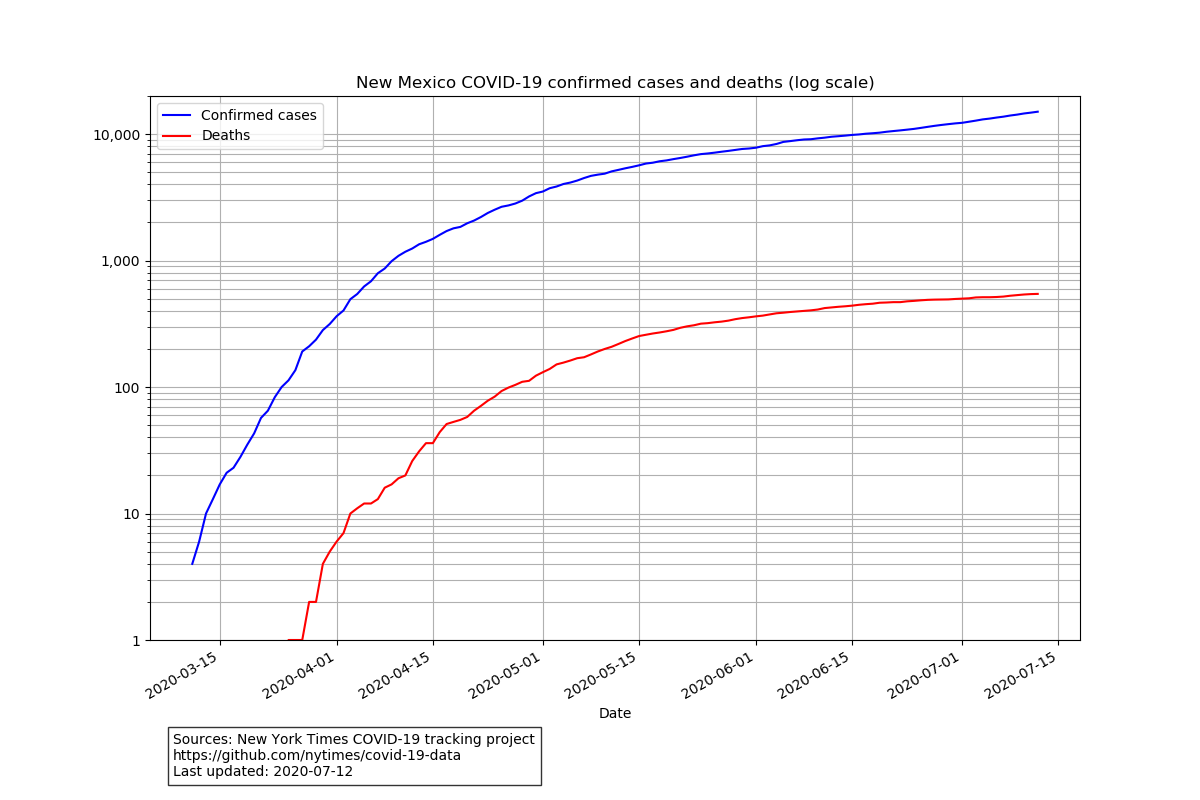 New Mexico COVID-19 confirmed cases and deaths (log scale)
Confirmed cases
Deaths
10,000
1,000
100
10
1
2020-03-15
2020-04-01
2020-04-15
2020-05-01
2020-05-15
2020-06-01
2020-06-15
2020-07-01
2020-07-15
Date
Sources: New York Times COVID-19 tracking project
https://github.com/nytimes/covid-19-data
Last updated: 2020-07-12